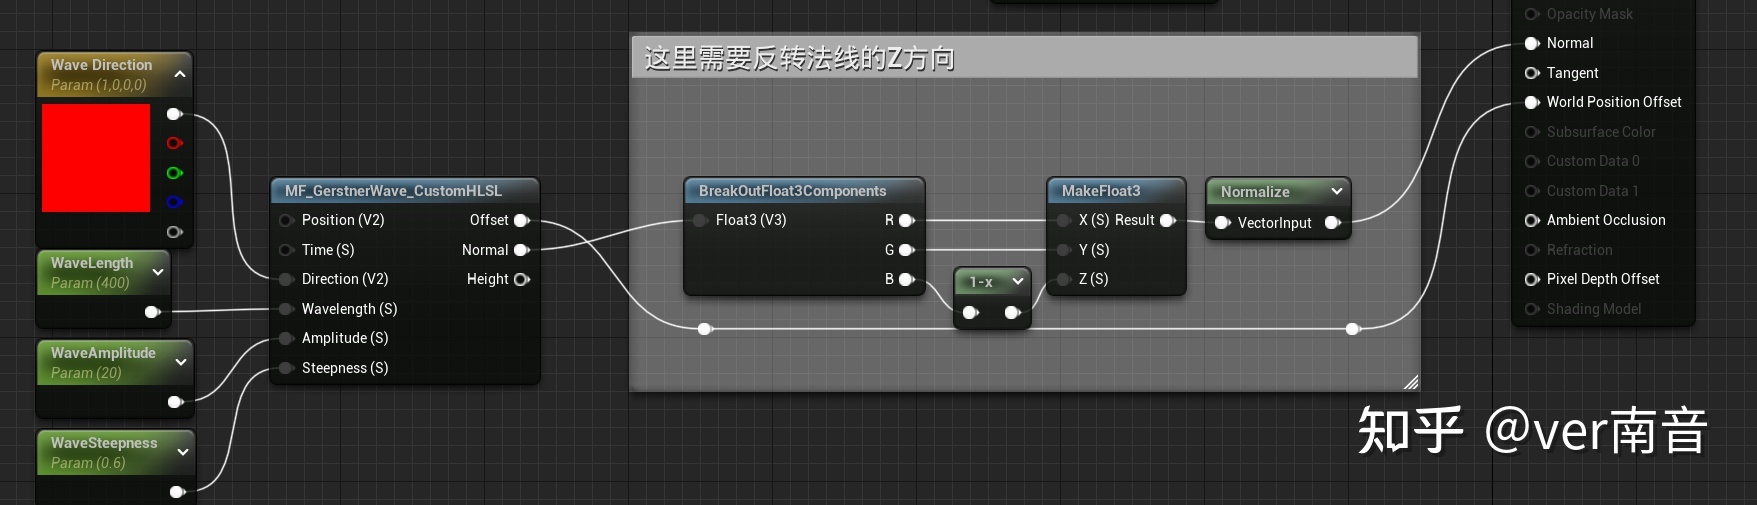 Wave Direction
Param (1,0,0,0)
WaveLength
Param (400)
WaveAmplitude
Param (20)
WaveSteepness
Param (0.6)
MF_GerstnerWave_CustomHLSL
Position (V2) Offset
Time (S) Normal
Direction (V2) Height
Wavelength (S)
Amplitude (S)
Steepness (S)
这里需要反转法线的Z方向
BreakOutFloat3Components
Float3 (V3) R
G
B
1-x
MakeFloat3
X (S) Result
Y (S)
Z (S)
Normalize
VectorInput
Opacity Mask
Normal
Tangent
World Position Offset
Subsurface Color
Custom Data 0
Custom Data 1
Ambient Occlusion
Refraction
Pixel Depth Offset
Shading Model
知乎 @ver南音